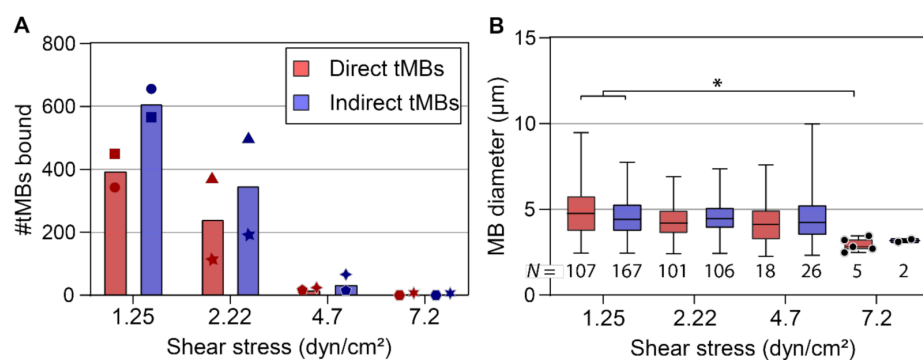 A
#tMBs bound
800
600
400
200
0
Direct tMBs
Indirect tMBs
1.25 2.22 4.7 7.2
Shear stress (dyn/cm²)
B
MB diameter (μm)
15
10
5
0
*
N = 107 167 101 106 18 26 5 2
1.25 2.22 4.7 7.2
Shear stress (dyn/cm²)